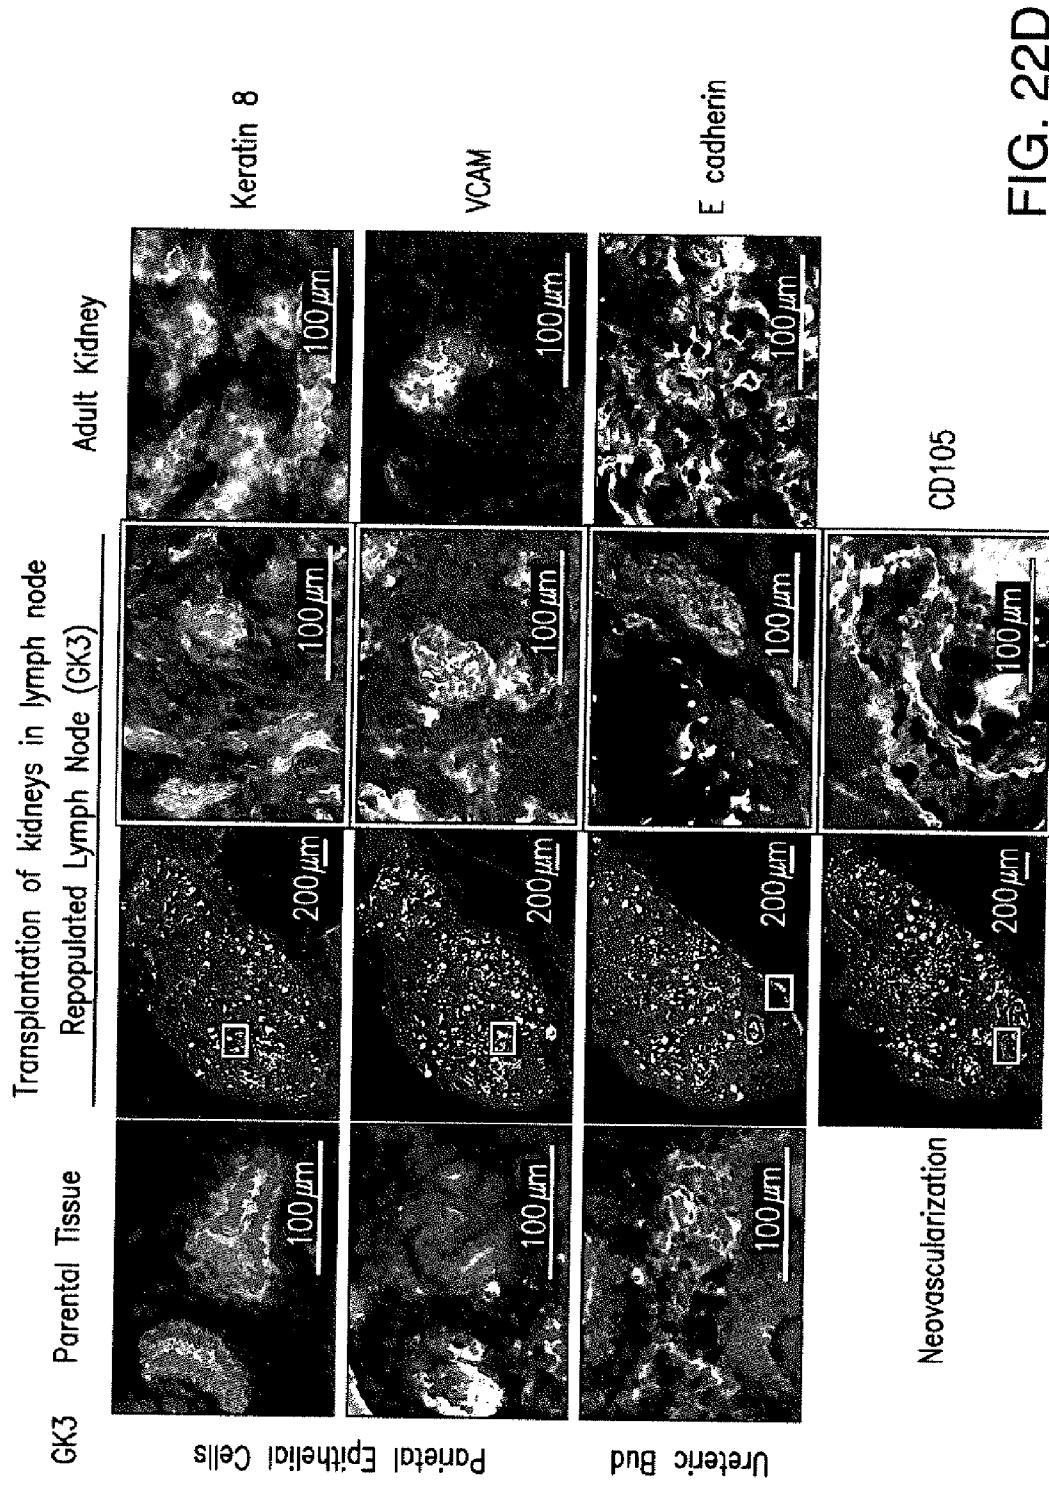 Transplantation of kidneys in lymph node
GK3 Parental Tissue Repopulated Lymph Node (GK3) Adult Kidney
Parietal Epithelial Cells
100μm 200μm 100μm 100μm Keratin 8
100μm 200μm 100μm 100μm VCAM
Ureteric Bud
100μm 200μm 100μm 100μm E cadherin
Neovascularization 200μm 100μm CD105
FIG. 22D